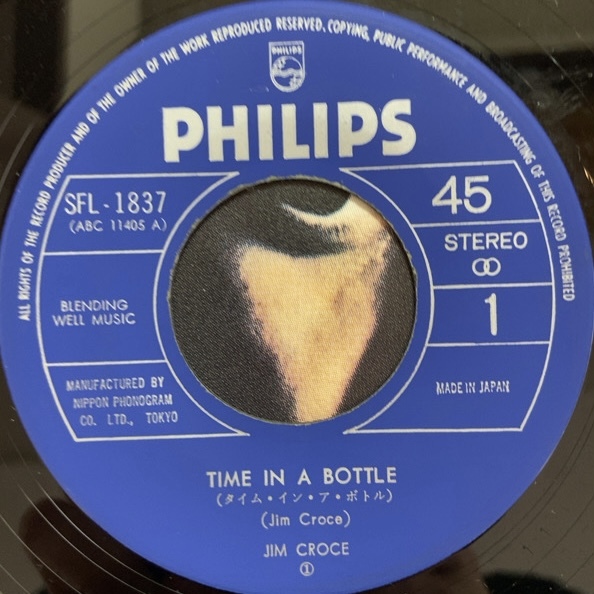 ALL RIGHTS OF THE RECORD PRODUCER AND OF THE OWNER OF THE WORK REPRODUCED RESERVED. COPYING, PUBLIC PERFORMANCE AND BROADCASTING OF THIS RECORD PROHIBITED
PHILIPS
PHILIPS
SFL-1837
(ABC 11405 A)
45
STEREO
BLENDING
WELL MUSIC
1
MANUFACTURED BY
NIPPON PHONOGRAM
CO. LTD., TOKYO
MADE IN JAPAN
TIME IN A BOTTLE
(タイム・イン・ア・ボトル)
(Jim Croce)
JIM CROCE
①